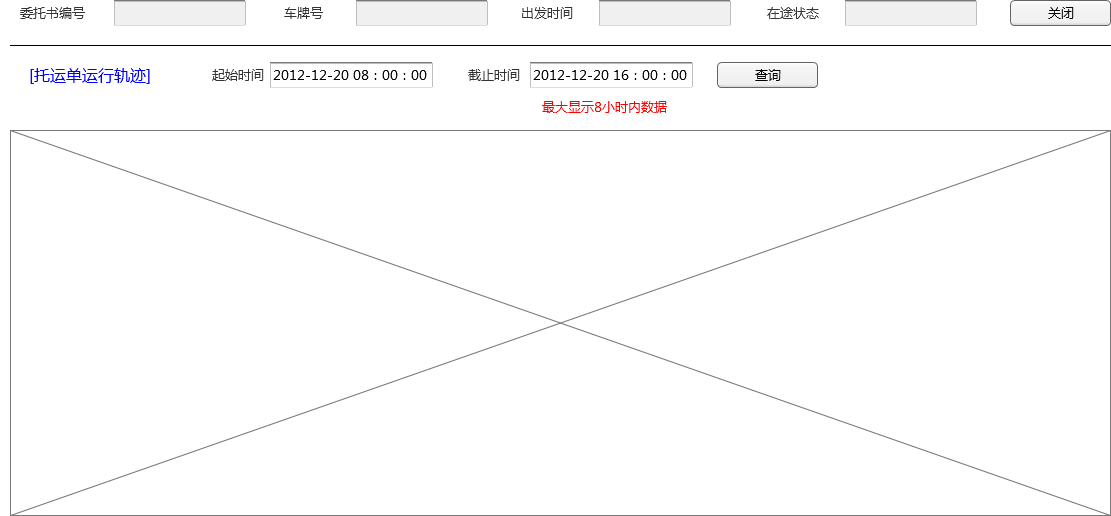 委托书编号 车牌号 出发时间 在途状态 关闭
[托运单运行轨迹] 起始时间 2012-12-20 08：00：00 截止时间 2012-12-20 16：00：00 查询
最大显示8小时内数据